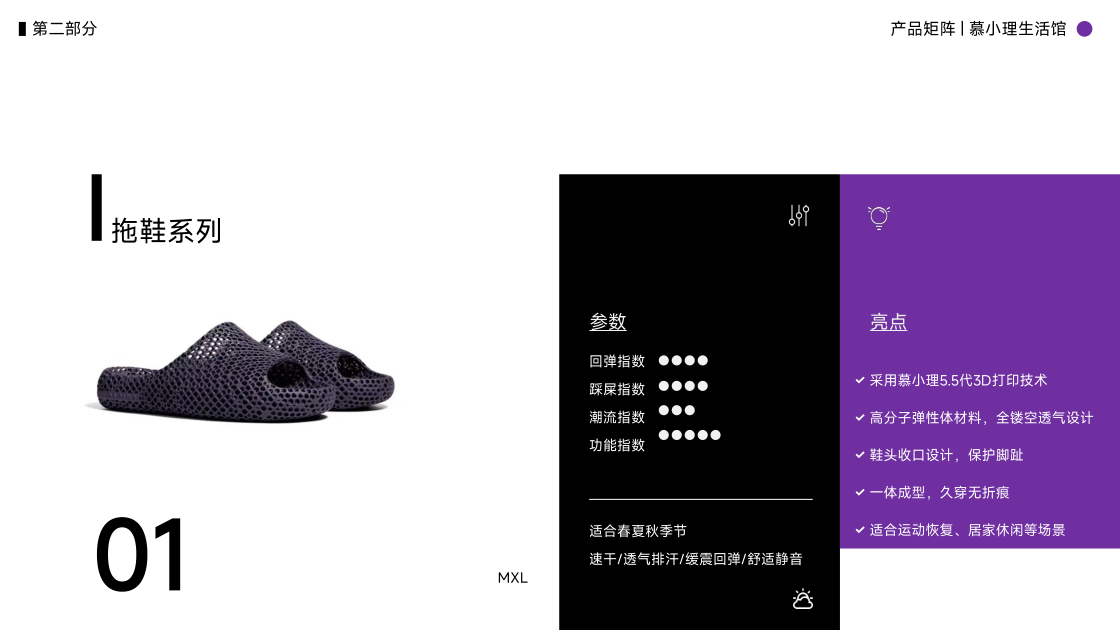 第二部分
产品矩阵 | 慕小理生活馆
拖鞋系列
参数
回弹指数
踩屎指数
潮流指数
功能指数
适合春夏秋季节
速干/透气排汗/缓震回弹/舒适静音
亮点
采用慕小理5.5代3D打印技术
高分子弹性体材料，全镂空透气设计
鞋头收口设计，保护脚趾
一体成型，久穿无折痕
适合运动恢复、居家休闲等场景
01
MXL